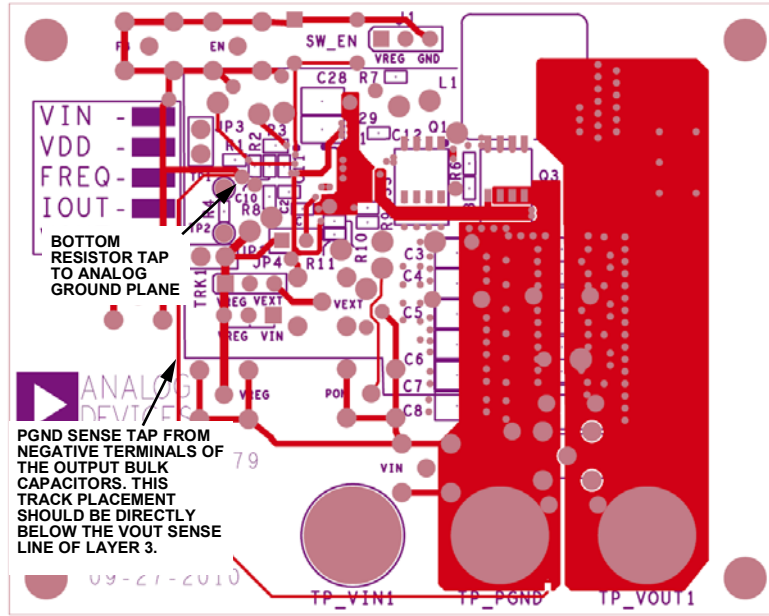 J1
EN
SW_EN
VREG GND
C28
R7
L1
VIN -
VDD -
FREQ -
IOUT -
JP3
R1
R2
C12
Q1
R6
Q3
C10
R8
C2
JP2
R9
R10
R11
JP4
BOTTOM
RESISTOR TAP
TO ANALOG
GROUND PLANE
TRK1
VREG VEXT
VEXT
VREG VIN
C3
C4
C5
C6
C7
C8
ANALOG
DEVICES
VREG
PGND SENSE TAP FROM
NEGATIVE TERMINALS OF
THE OUTPUT BULK
CAPACITORS. THIS
TRACK PLACEMENT
SHOULD BE DIRECTLY
BELOW THE VOUT SENSE
LINE OF LAYER 3.
79
VIN
09-27-2010
TP_VIN1
TP_PGND
TP_VOUT1